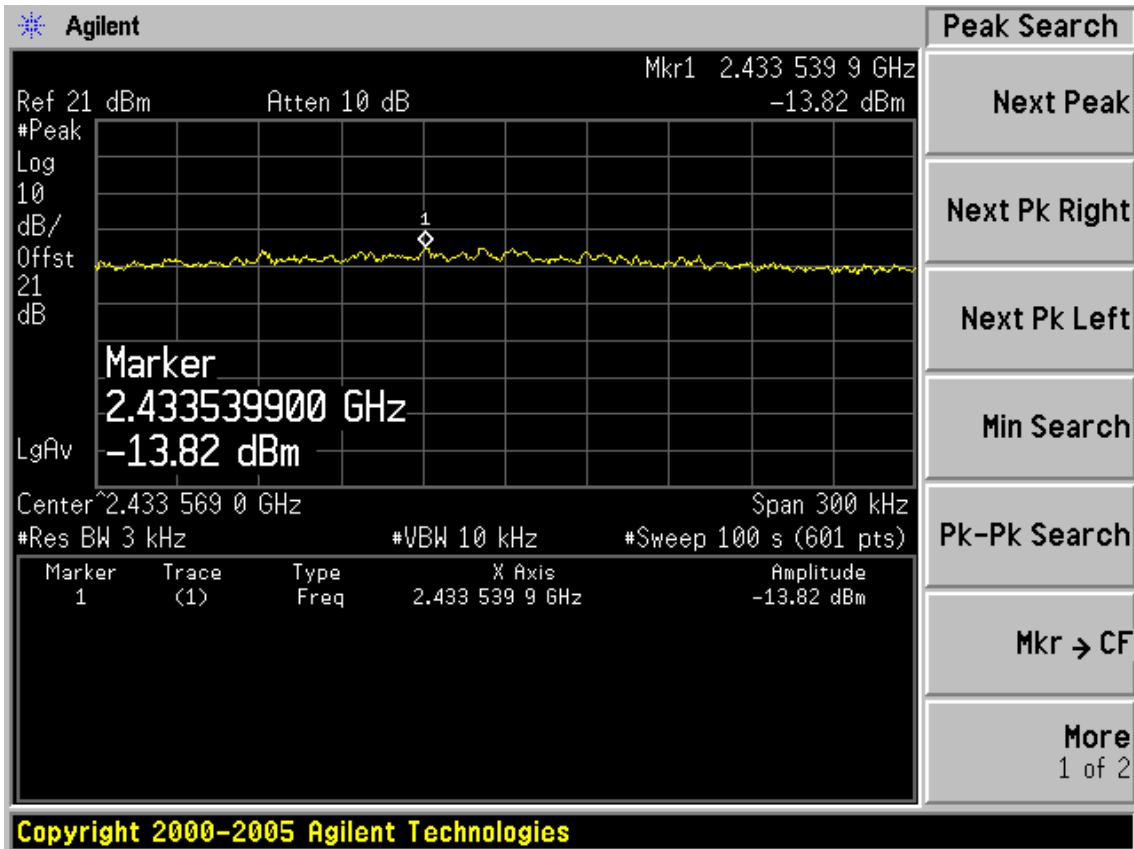 Agilent
Peak Search
Mkr1 2.433 539 9 GHz
Ref 21 dBm Atten 10 dB -13.82 dBm
#Peak
Log
10
dB/
Offst
21
dB
1
Marker
2.433539900 GHz
-13.82 dBm
LgAv
Center^2.433 569 0 GHz Span 300 kHz
#Res BW 3 kHz #VBW 10 kHz #Sweep 100 s (601 pts)
Marker Trace Type X Axis Amplitude
1 (1) Freq 2.433 539 9 GHz -13.82 dBm
Next Peak
Next Pk Right
Next Pk Left
Min Search
Pk-Pk Search
Mkr → CF
More
1 of 2
Copyright 2000-2005 Agilent Technologies